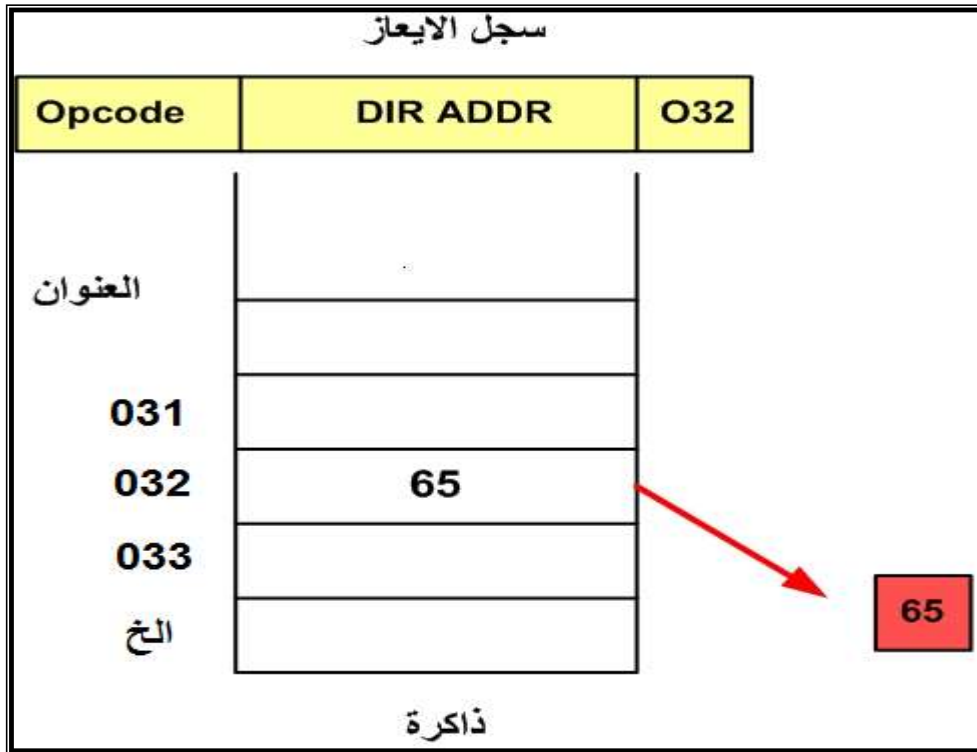 سجل الايعاز
Opcode DIR ADDR O32
العنوان
031
032 65
033
65
الخ
ذاكرة